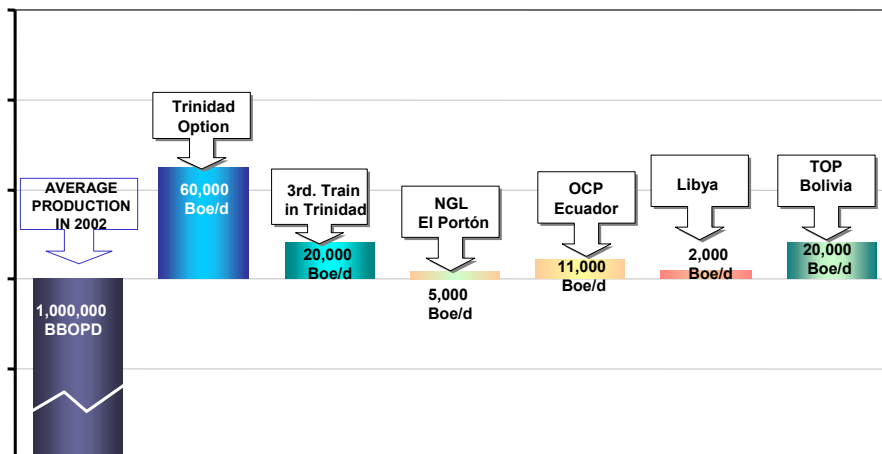 AVERAGE
PRODUCTION
IN 2002
1,000,000
BBOPD
Trinidad
Option
60,000
Boe/d
3rd. Train
in Trinidad
20,000
Boe/d
NGL
El Portón
5,000
Boe/d
OCP
Ecuador
11,000
Boe/d
Libya
2,000
Boe/d
TOP
Bolivia
20,000
Boe/d